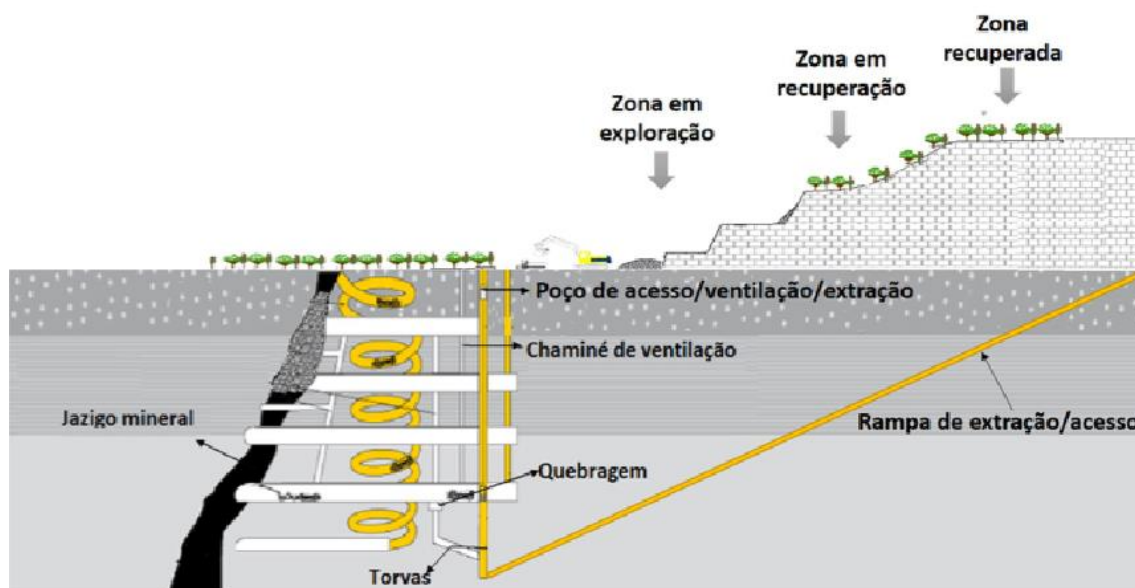 Zona
recuperada
Zona em
recuperação
Zona em
exploração
Poço de acesso/ventilação/extração
Chaminé de ventilação
Jazigo mineral
Rampa de extração/acesso
Quebragem
Torvas